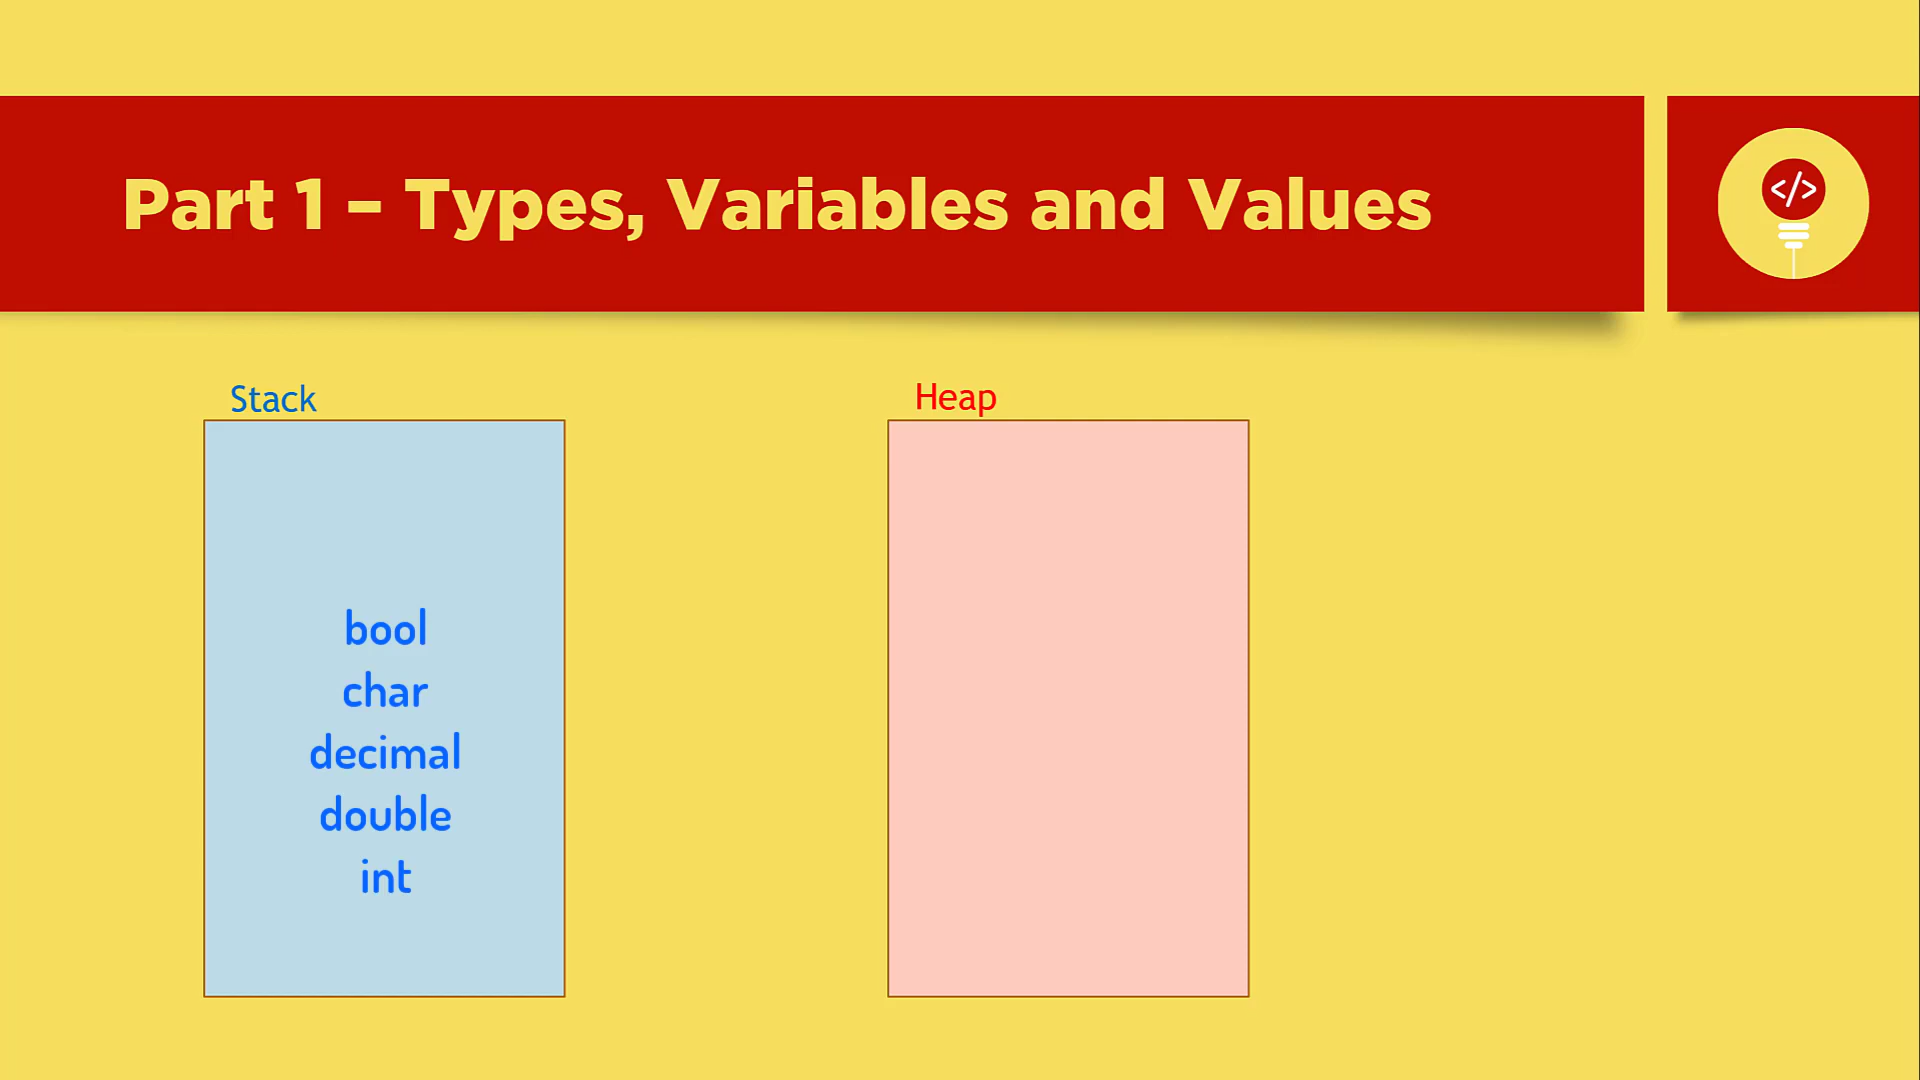 Part 1 – Types, Variables and Values
</>
Stack
Heap
bool
char
decimal
double
int